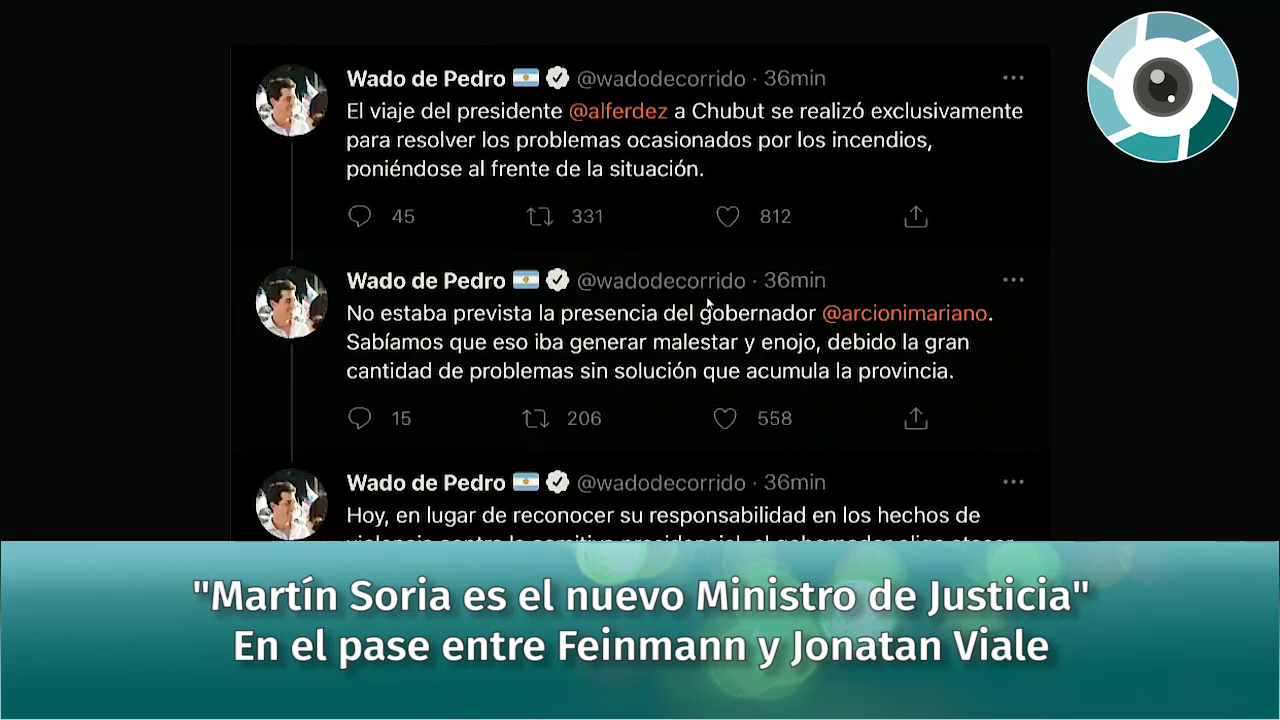 Wado de Pedro 🇦🇷 @wadodecorrido · 36min
El viaje del presidente @alferdez a Chubut se realizó exclusivamente
para resolver los problemas ocasionados por los incendios,
poniéndose al frente de la situación.
45 331 812
Wado de Pedro 🇦🇷 @wadodecorrido · 36min
No estaba prevista la presencia del gobernador @arcionimariano.
Sabíamos que eso iba generar malestar y enojo, debido la gran
cantidad de problemas sin solución que acumula la provincia.
15 206 558
Wado de Pedro 🇦🇷 @wadodecorrido · 36min
Hoy, en lugar de reconocer su responsabilidad en los hechos de
"Martín Soria es el nuevo Ministro de Justicia"
En el pase entre Feinmann y Jonatan Viale